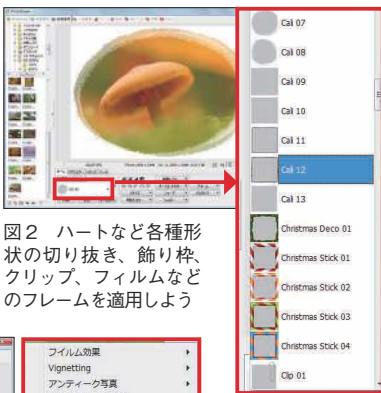 Cali 07
Cali 08
Cali 09
Cali 10
Cali 11
Cali 12
Cali 13
Christmas Deco 01
Christmas Stick 01
Christmas Stick 02
Christmas Stick 03
Christmas Stick 04
Clip 01
図2 ハートなど各種形
状の切り抜き、飾り枠、
クリップ、フィルムなど
のフレームを適用しよう
フイルム効果
Vignetting
アンティーク写真